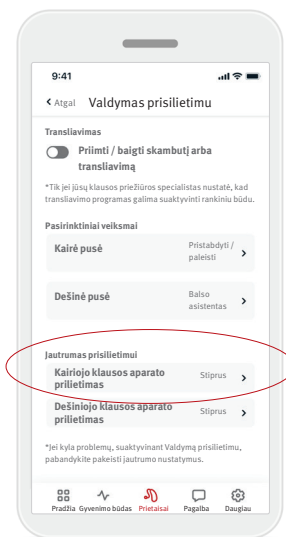 9:41
Atgal Valdymas prisilietimu
Transliavimas
Priimti / baigti skambutį arba
transliavimą
*Tik jei jūsų klausos priežiūros specialistas nustatė, kad
transliavimo programas galima suaktyvinti rankiniu būdu.
Pasirinktiniai veiksmai
Kairė pusė
Pristabdyti /
paleisti
Dešinė pusė
Balso
asistentas
Jautrumas prisilietimui
Kairiojo klausos aparato
prilietimas
Stiprus
Dešiniojo klausos aparato
prilietimas
Stiprus
*Jei kyla problemų, suaktyvinant Valdymą prisilietimu,
pabandykite pakeisti jautrumo nustatymus.
Pradžia Gyvenimo būdas Prietaisai Pagalba Daugiau